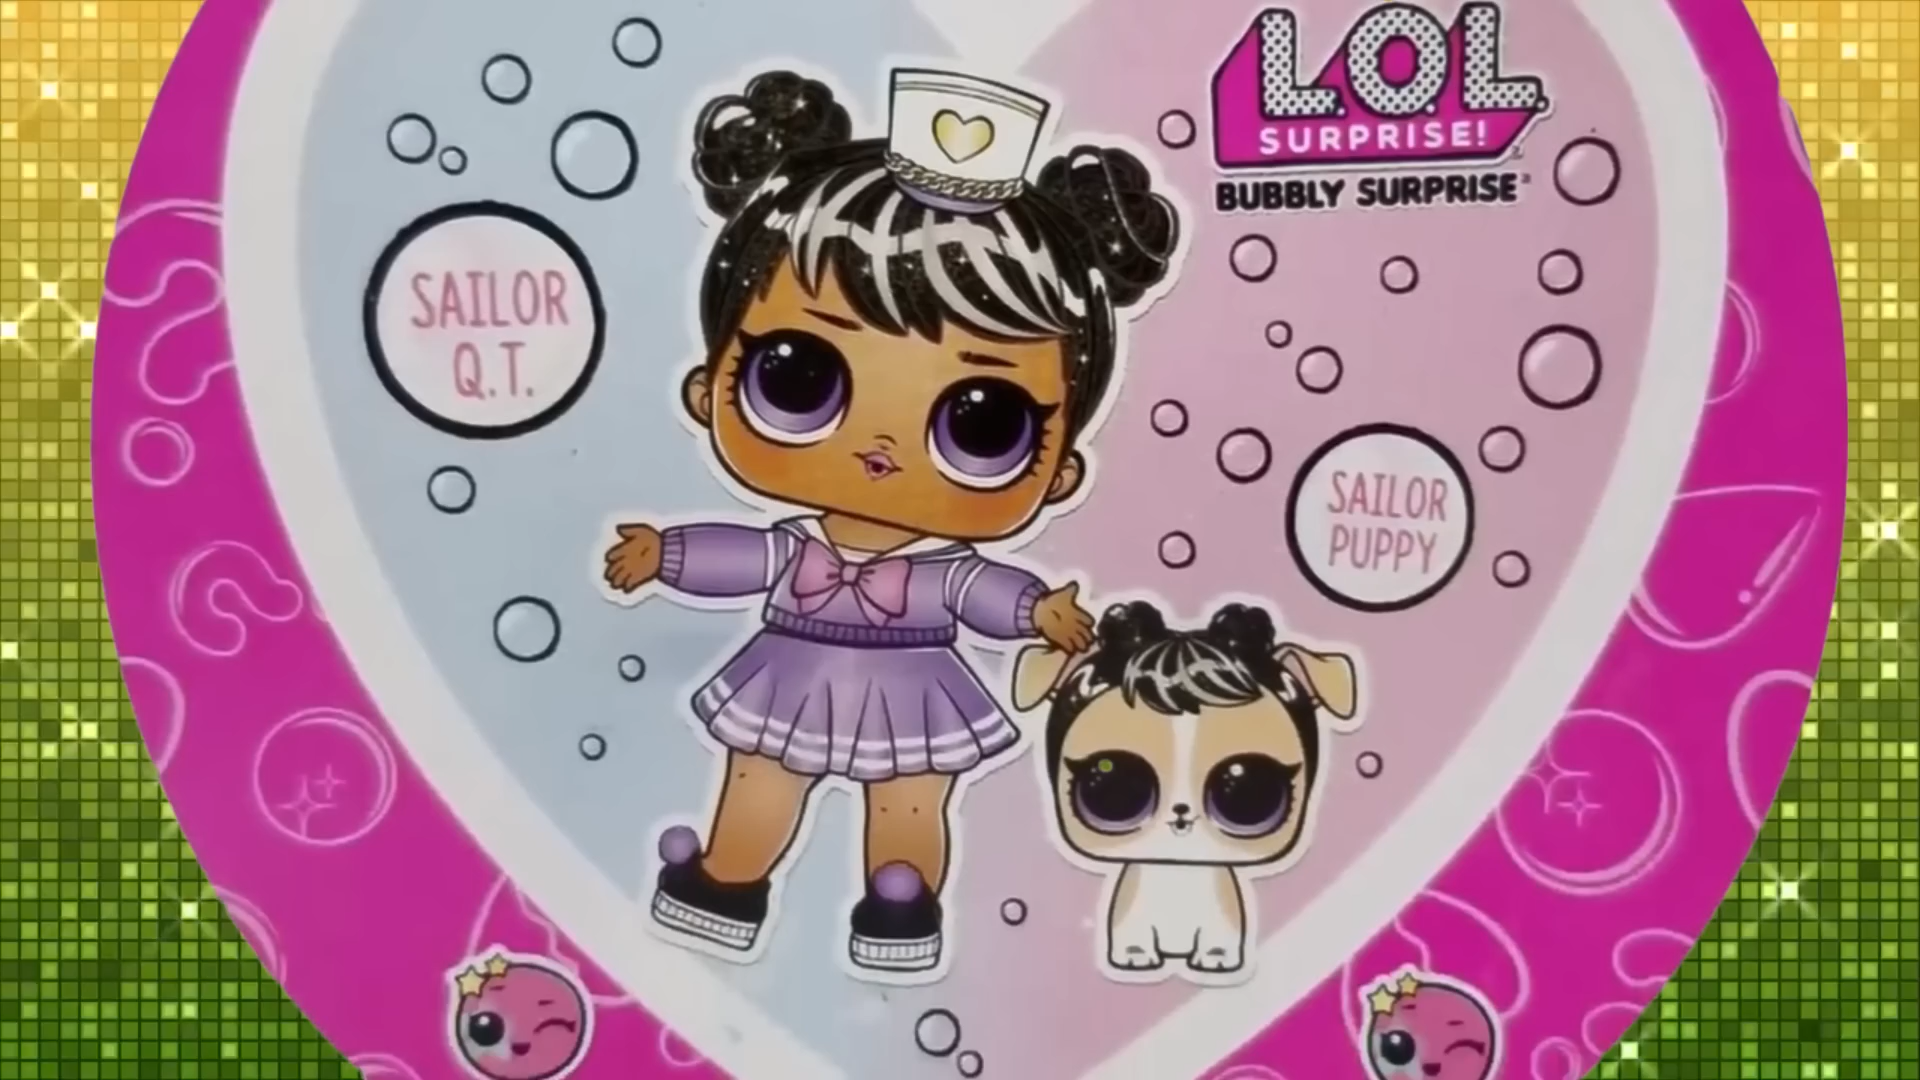 L.O.L.
SURPRISE!
BUBBLY SURPRISE
SAILOR
Q.T.
SAILOR
PUPPY